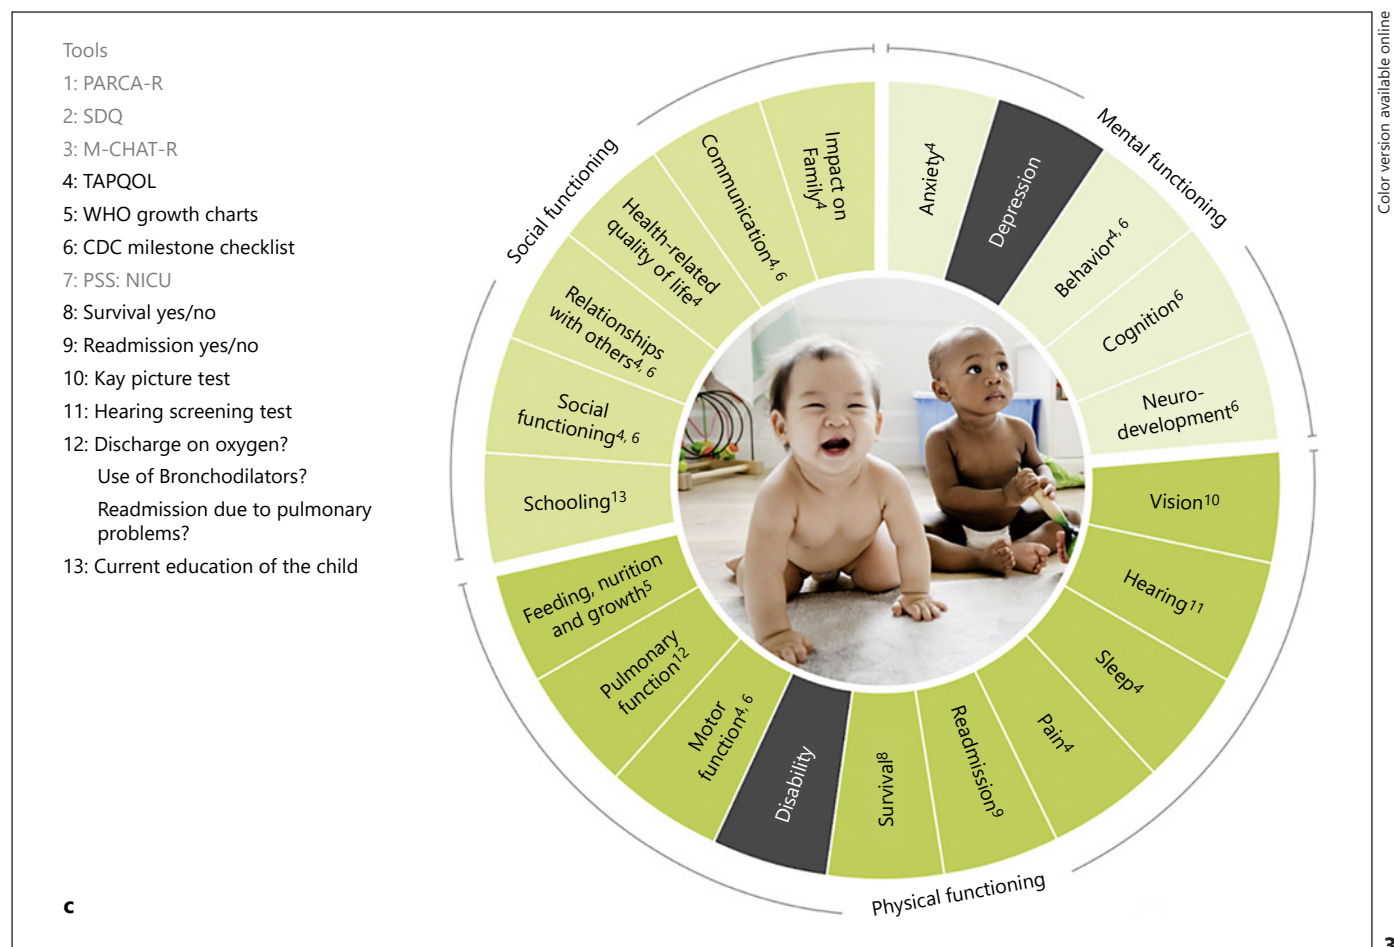 Tools
1: PARCA-R
2: SDQ
3: M-CHAT-R
4: TAPQOL
5: WHO growth charts
6: CDC milestone checklist
7: PSS: NICU
8: Survival yes/no
9: Readmission yes/no
10: Kay picture test
11: Hearing screening test
12: Discharge on oxygen?
Use of Bronchodilators?
Readmission due to pulmonary
problems?
13: Current education of the child
c
Social functioning
Impact on
Family4
Communication4, 6
Health-related
quality of life4
Relationships
with others4, 6
Social
functioning4, 6
Schooling13
Mental functioning
Anxiety4
Depression
Behavior4, 6
Cognition6
Neuro-
development6
Physical functioning
Vision10
Hearing11
Sleep4
Pain4
Readmission9
Survival8
Disability
Motor
function4, 6
Pulmonary
function12
Feeding, nurition
and growth5
Color version available online
3